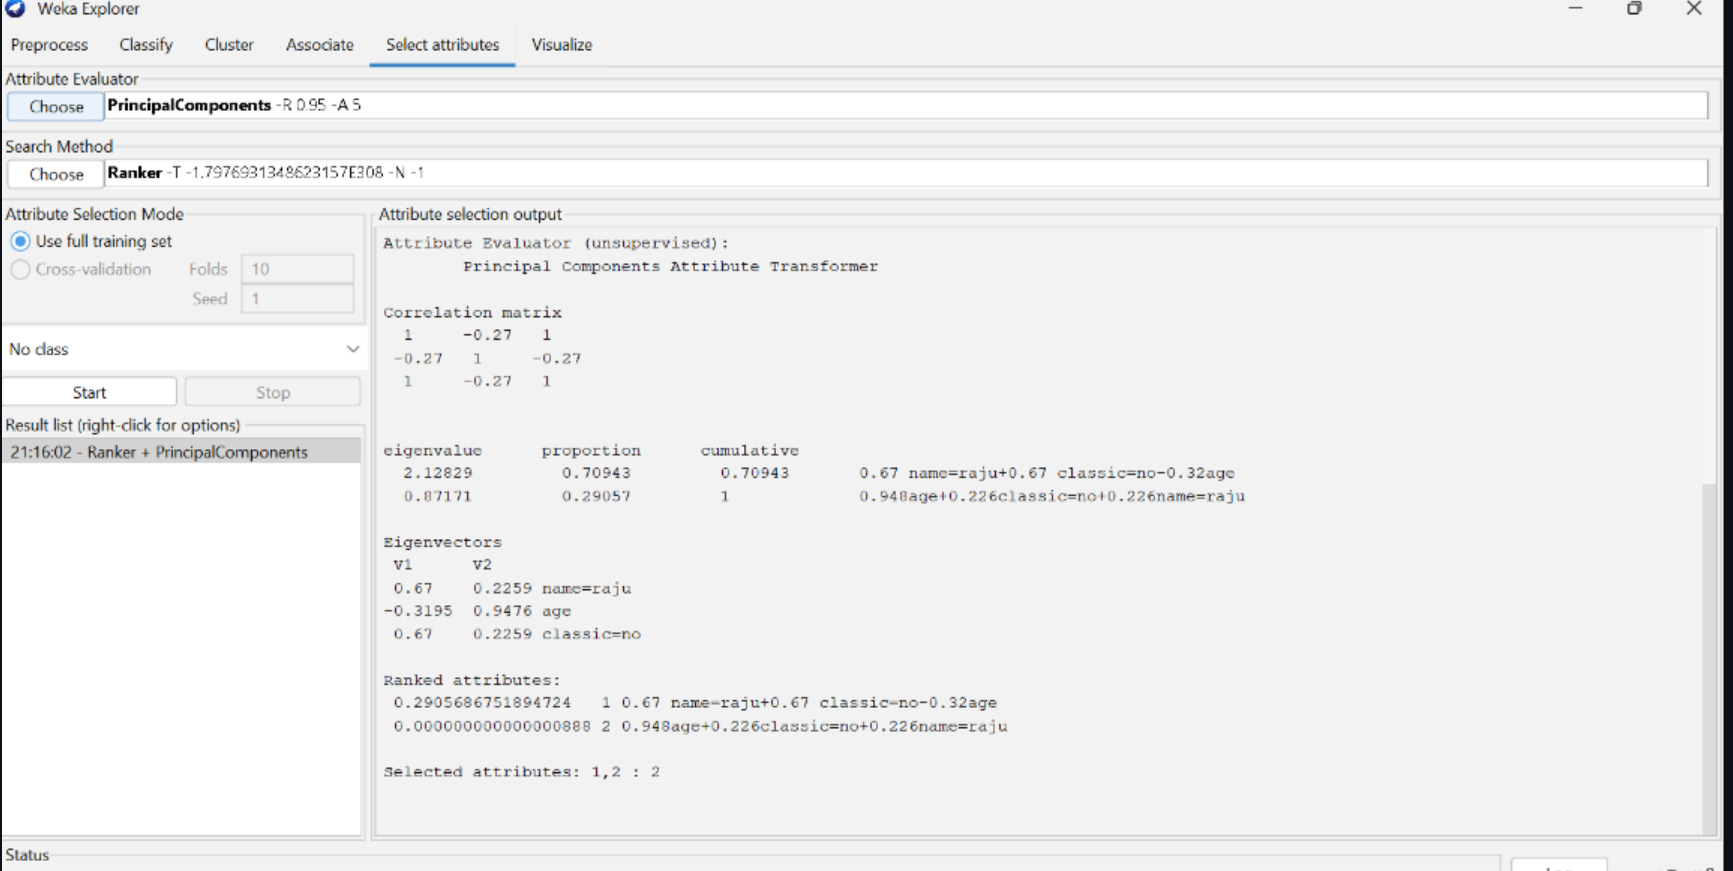 Weka Explorer
Preprocess Classify Cluster Associate Select attributes Visualize
Attribute Evaluator
Choose PrincipalComponents -R 0.95 -A 5
Search Method
Choose Ranker -T -1.7976931348623157E308 -N -1
Attribute Selection Mode
Use full training set
Cross-validation Folds 10
Seed 1
No class
Start Stop
Result list (right-click for options)
21:16:02 - Ranker + PrincipalComponents
Attribute selection output
Attribute Evaluator (unsupervised):
Principal Components Attribute Transformer
Correlation matrix
1 -0.27 1
-0.27 1 -0.27
1 -0.27 1
eigenvalue proportion cumulative
2.12829 0.70943 0.70943 0.67 name=raju+0.67 classic=no-0.32age
0.87171 0.29057 1 0.948age+0.226classic=no+0.226name=raju
Eigenvectors
V1 V2
0.67 0.2259 name=raju
-0.3195 0.9476 age
0.67 0.2259 classic=no
Ranked attributes:
0.2905686751894724 1 0.67 name=raju+0.67 classic=no-0.32age
0.000000000000000888 2 0.948age+0.226classic=no+0.226name=raju
Selected attributes: 1,2 : 2
Status